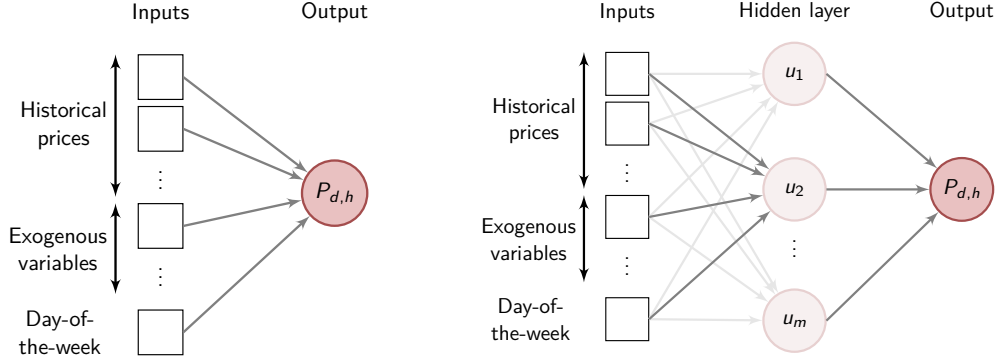 Inputs
Output
Historical
prices
⋮
P_{d,h}
Exogenous
variables
⋮
Day-of-
the-week
Inputs
Hidden layer
Output
u_1
Historical
prices
⋮
u_2
P_{d,h}
Exogenous
variables
⋮
⋮
Day-of-
the-week
u_m